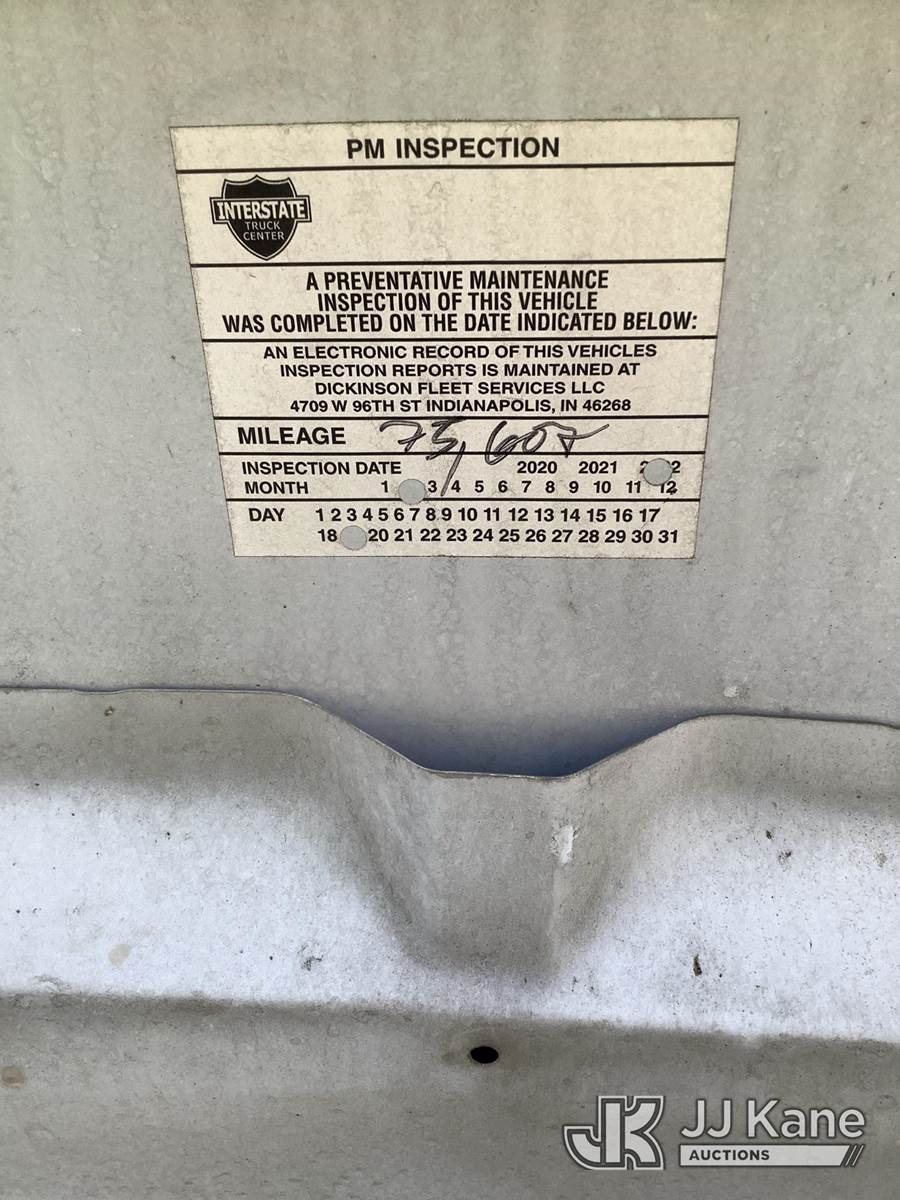 PM INSPECTION
INTERSTATE
TRUCK
CENTER
A PREVENTATIVE MAINTENANCE
INSPECTION OF THIS VEHICLE
WAS COMPLETED ON THE DATE INDICATED BELOW:
AN ELECTRONIC RECORD OF THIS VEHICLES
INSPECTION REPORTS IS MAINTAINED AT
DICKINSON FLEET SERVICES LLC
4709 W 96TH ST INDIANAPOLIS, IN 46268
MILEAGE 75,607
INSPECTION DATE 2020 2021 2 2
MONTH 1 3 4 5 6 7 8 9 10 11 12
DAY 1 2 3 4 5 6 7 8 9 10 11 12 13 14 15 16 17
18 20 21 22 23 24 25 26 27 28 29 30 31
JK JJ Kane
AUCTIONS